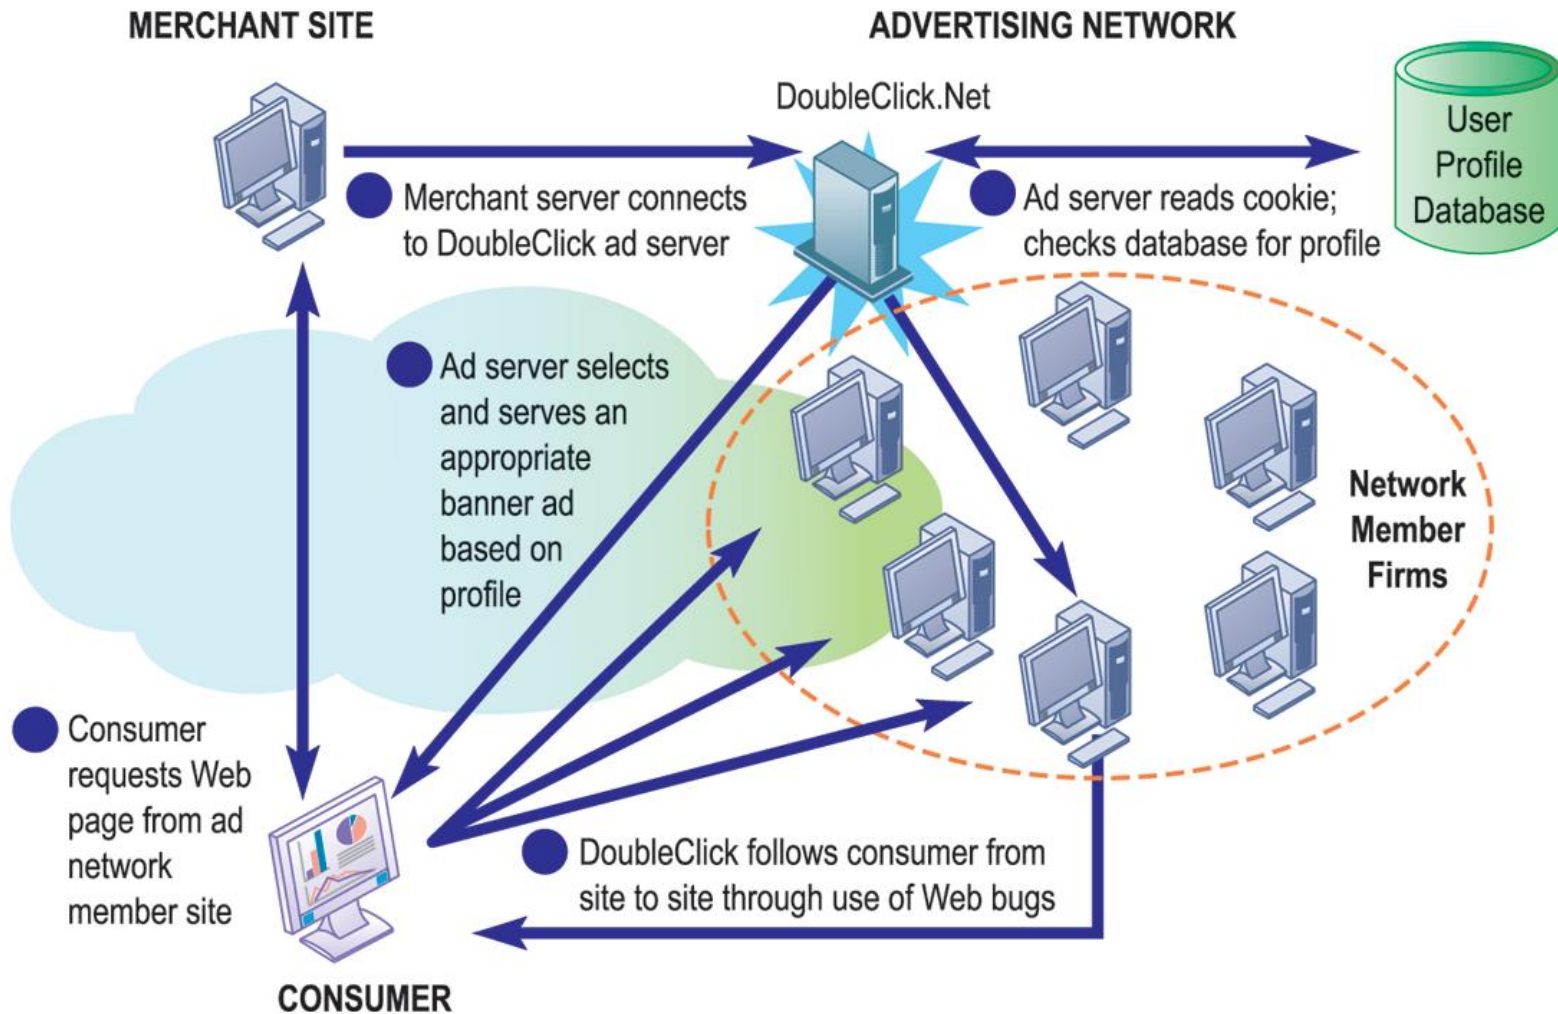 MERCHANT SITE
ADVERTISING NETWORK
DoubleClick.Net
User
Profile
Database
Merchant server connects
to DoubleClick ad server
Ad server reads cookie;
checks database for profile
Ad server selects
and serves an
appropriate
banner ad
based on
profile
Network
Member
Firms
Consumer
requests Web
page from ad
network
member site
DoubleClick follows consumer from
site to site through use of Web bugs
CONSUMER